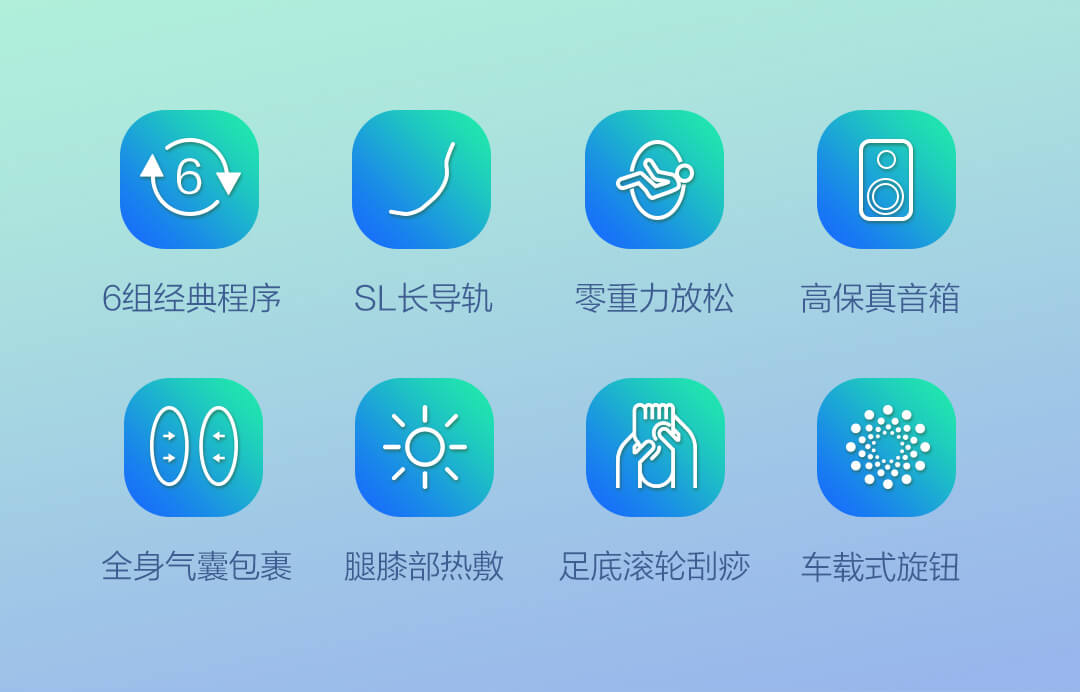 6
6组经典程序
SL长导轨
零重力放松
高保真音箱
全身气囊包裹
腿膝部热敷
足底滚轮刮痧
车载式旋钮